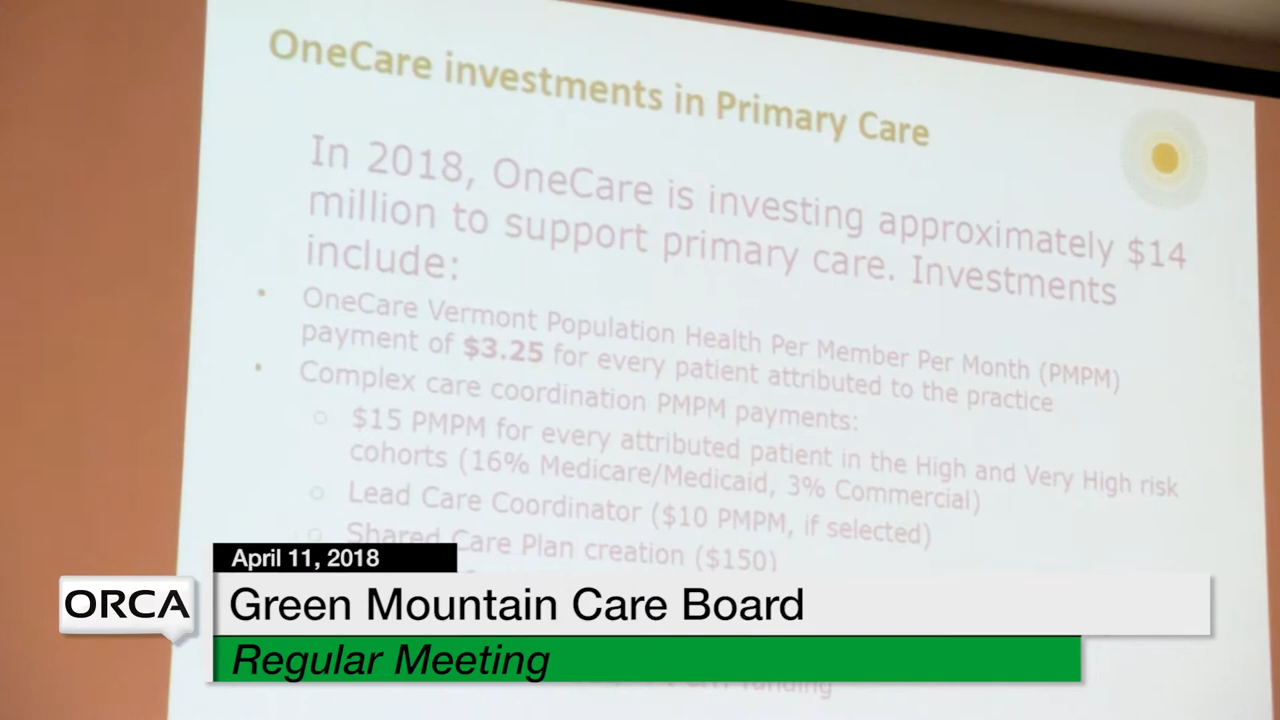 OneCare investments in Primary Care
In 2018, OneCare is investing approximately $14
million to support primary care. Investments
include:
• OneCare Vermont Population Health Per Member Per Month (PMPM)
payment of $3.25 for every patient attributed to the practice
• Complex care coordination PMPM payments:
○ $15 PMPM for every attributed patient in the High and Very High risk
cohorts (16% Medicare/Medicaid, 3% Commercial)
○ Lead Care Coordinator ($10 PMPM, if selected)
○ Shared Care Plan creation ($150)
April 11, 2018
ORCA
Green Mountain Care Board
Regular Meeting
funding